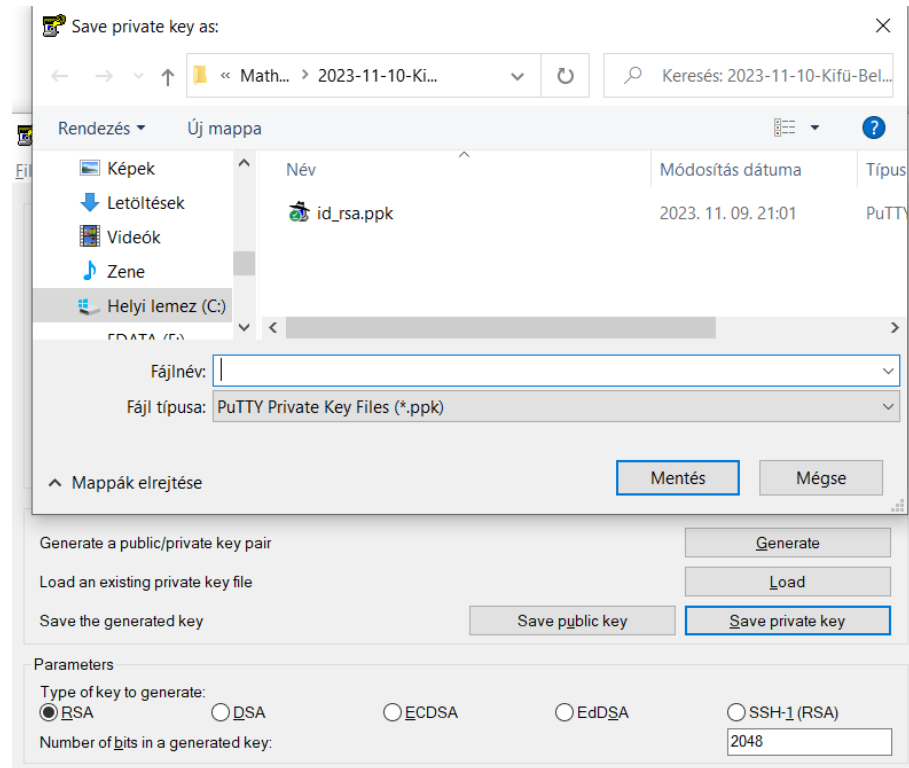 Save private key as:
« Math... > 2023-11-10-Ki...
Keresés: 2023-11-10-Kifü-Bel...
Rendezés
Új mappa
Képek
Letöltések
Videók
Zene
Helyi lemez (C:)
Név
Módosítás dátuma
Típus
id_rsa.ppk
2023. 11. 09. 21:01
PuTTY
Fájlnév:
Fájl típusa: PuTTY Private Key Files (*.ppk)
Mappák elrejtése
Mentés
Mégse
Generate a public/private key pair
Generate
Load an existing private key file
Load
Save the generated key
Save public key
Save private key
Parameters
Type of key to generate:
RSA
DSA
ECDSA
EdDSA
SSH-1 (RSA)
Number of bits in a generated key:
2048